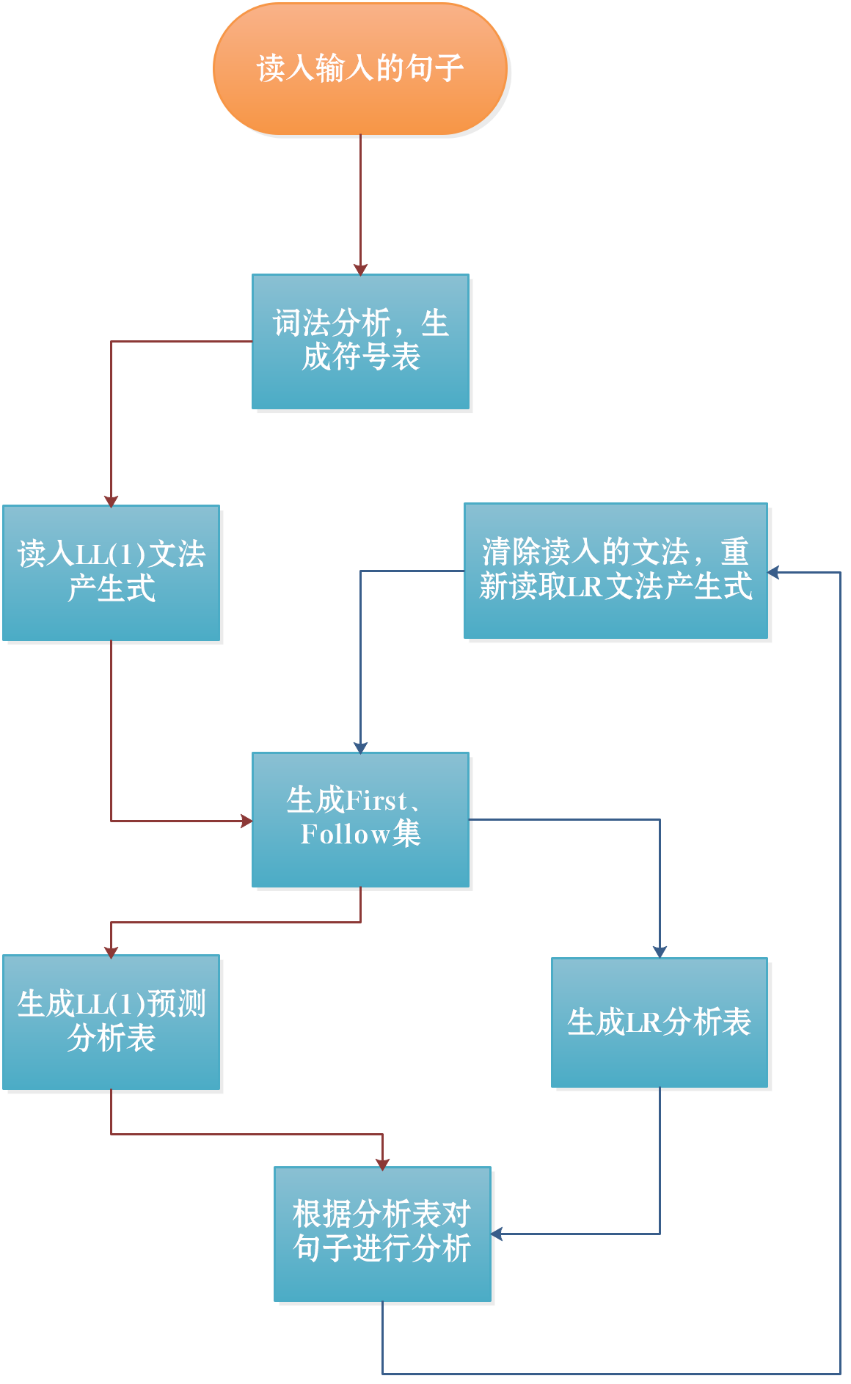 读入输入的句子
词法分析，生
成符号表
读入LL(1)文法
产生式
清除读入的文法，重
新读取LR文法产生式
生成First、
Follow集
生成LL(1)预测
分析表
生成LR分析表
根据分析表对
句子进行分析